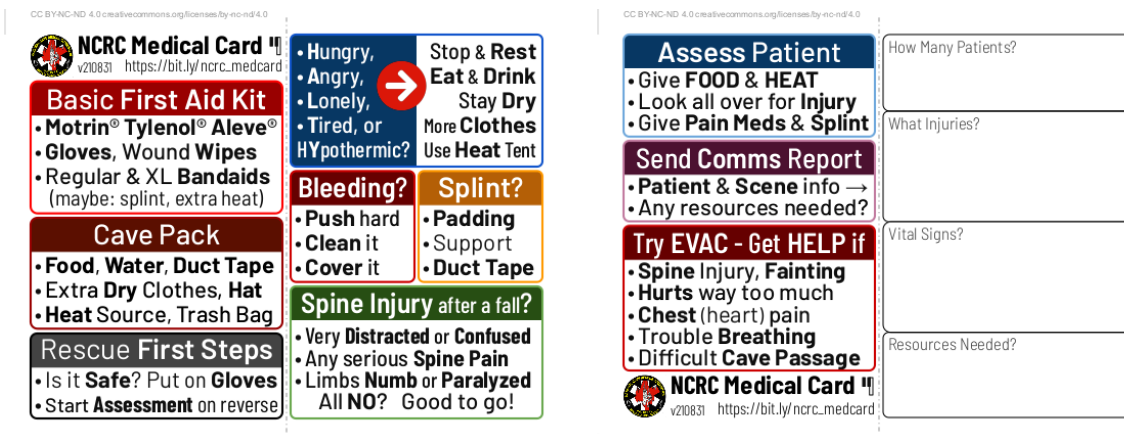 CC BY-NC-ND 4.0 creativecommons.org/licenses/by-nc-nd/4.0
NCRC Medical Card
v210831 https://bit.ly/ncrc_medcard
Basic First Aid Kit
• Motrin® Tylenol® Aleve®
• Gloves, Wound Wipes
• Regular & XL Bandaids
(maybe: splint, extra heat)
Cave Pack
• Food, Water, Duct Tape
• Extra Dry Clothes, Hat
• Heat Source, Trash Bag
Rescue First Steps
• Is it Safe? Put on Gloves
• Start Assessment on reverse
• Hungry,
• Angry,
• Lonely,
• Tired, or
HYpothermic?
Stop & Rest
Eat & Drink
Stay Dry
More Clothes
Use Heat Tent
Bleeding?
• Push hard
• Clean it
• Cover it
Splint?
• Padding
• Support
• Duct Tape
Spine Injury after a fall?
• Very Distracted or Confused
• Any serious Spine Pain
• Limbs Numb or Paralyzed
All NO? Good to go!
CC BY-NC-ND 4.0 creativecommons.org/licenses/by-nc-nd/4.0
Assess Patient
• Give FOOD & HEAT
• Look all over for Injury
• Give Pain Meds & Splint
Send Comms Report
• Patient & Scene info →
• Any resources needed?
Try EVAC - Get HELP if
• Spine Injury, Fainting
• Hurts way too much
• Chest (heart) pain
• Trouble Breathing
• Difficult Cave Passage
NCRC Medical Card
v210831 https://bit.ly/ncrc_medcard
How Many Patients?
What Injuries?
Vital Signs?
Resources Needed?